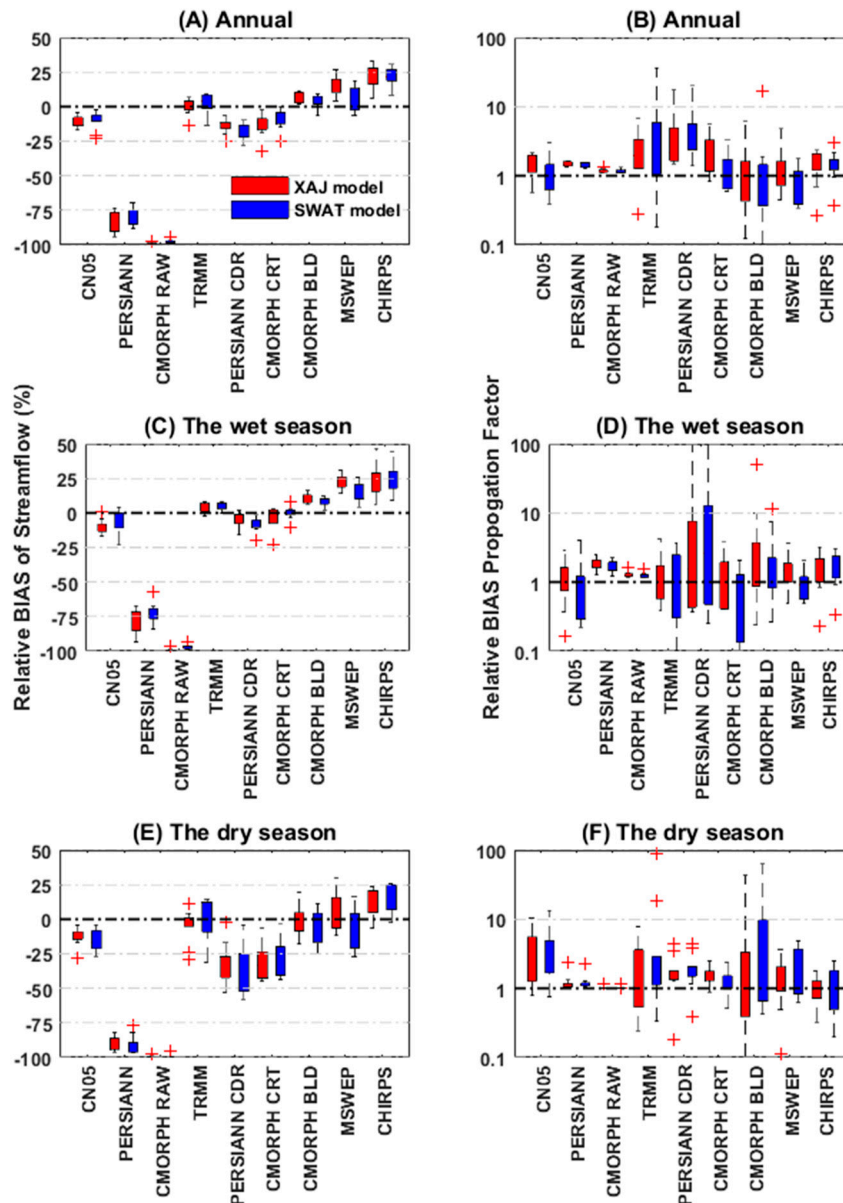 (A) Annual
50
25
0
-25
-50
-75
-100
XAJ model
SWAT model
CN05
PERSIANN
CMORPH RAW
TRMM
PERSIANN CDR
CMORPH CRT
CMORPH BLD
MSWEP
CHIRPS
(B) Annual
100
10
1
0.1
CN05
PERSIANN
CMORPH RAW
TRMM
PERSIANN CDR
CMORPH CRT
CMORPH BLD
MSWEP
CHIRPS
Relative BIAS of Streamflow (%)
(C) The wet season
50
25
0
-25
-50
-75
-100
CN05
PERSIANN
CMORPH RAW
TRMM
PERSIANN CDR
CMORPH CRT
CMORPH BLD
MSWEP
CHIRPS
Relative BIAS Propogation Factor
(D) The wet season
100
10
1
0.1
CN05
PERSIANN
CMORPH RAW
TRMM
PERSIANN CDR
CMORPH CRT
CMORPH BLD
MSWEP
CHIRPS
(E) The dry season
50
25
0
-25
-50
-75
-100
CN05
PERSIANN
CMORPH RAW
TRMM
PERSIANN CDR
CMORPH CRT
CMORPH BLD
MSWEP
CHIRPS
(F) The dry season
100
10
1
0.1
CN05
PERSIANN
CMORPH RAW
TRMM
PERSIANN CDR
CMORPH CRT
CMORPH BLD
MSWEP
CHIRPS